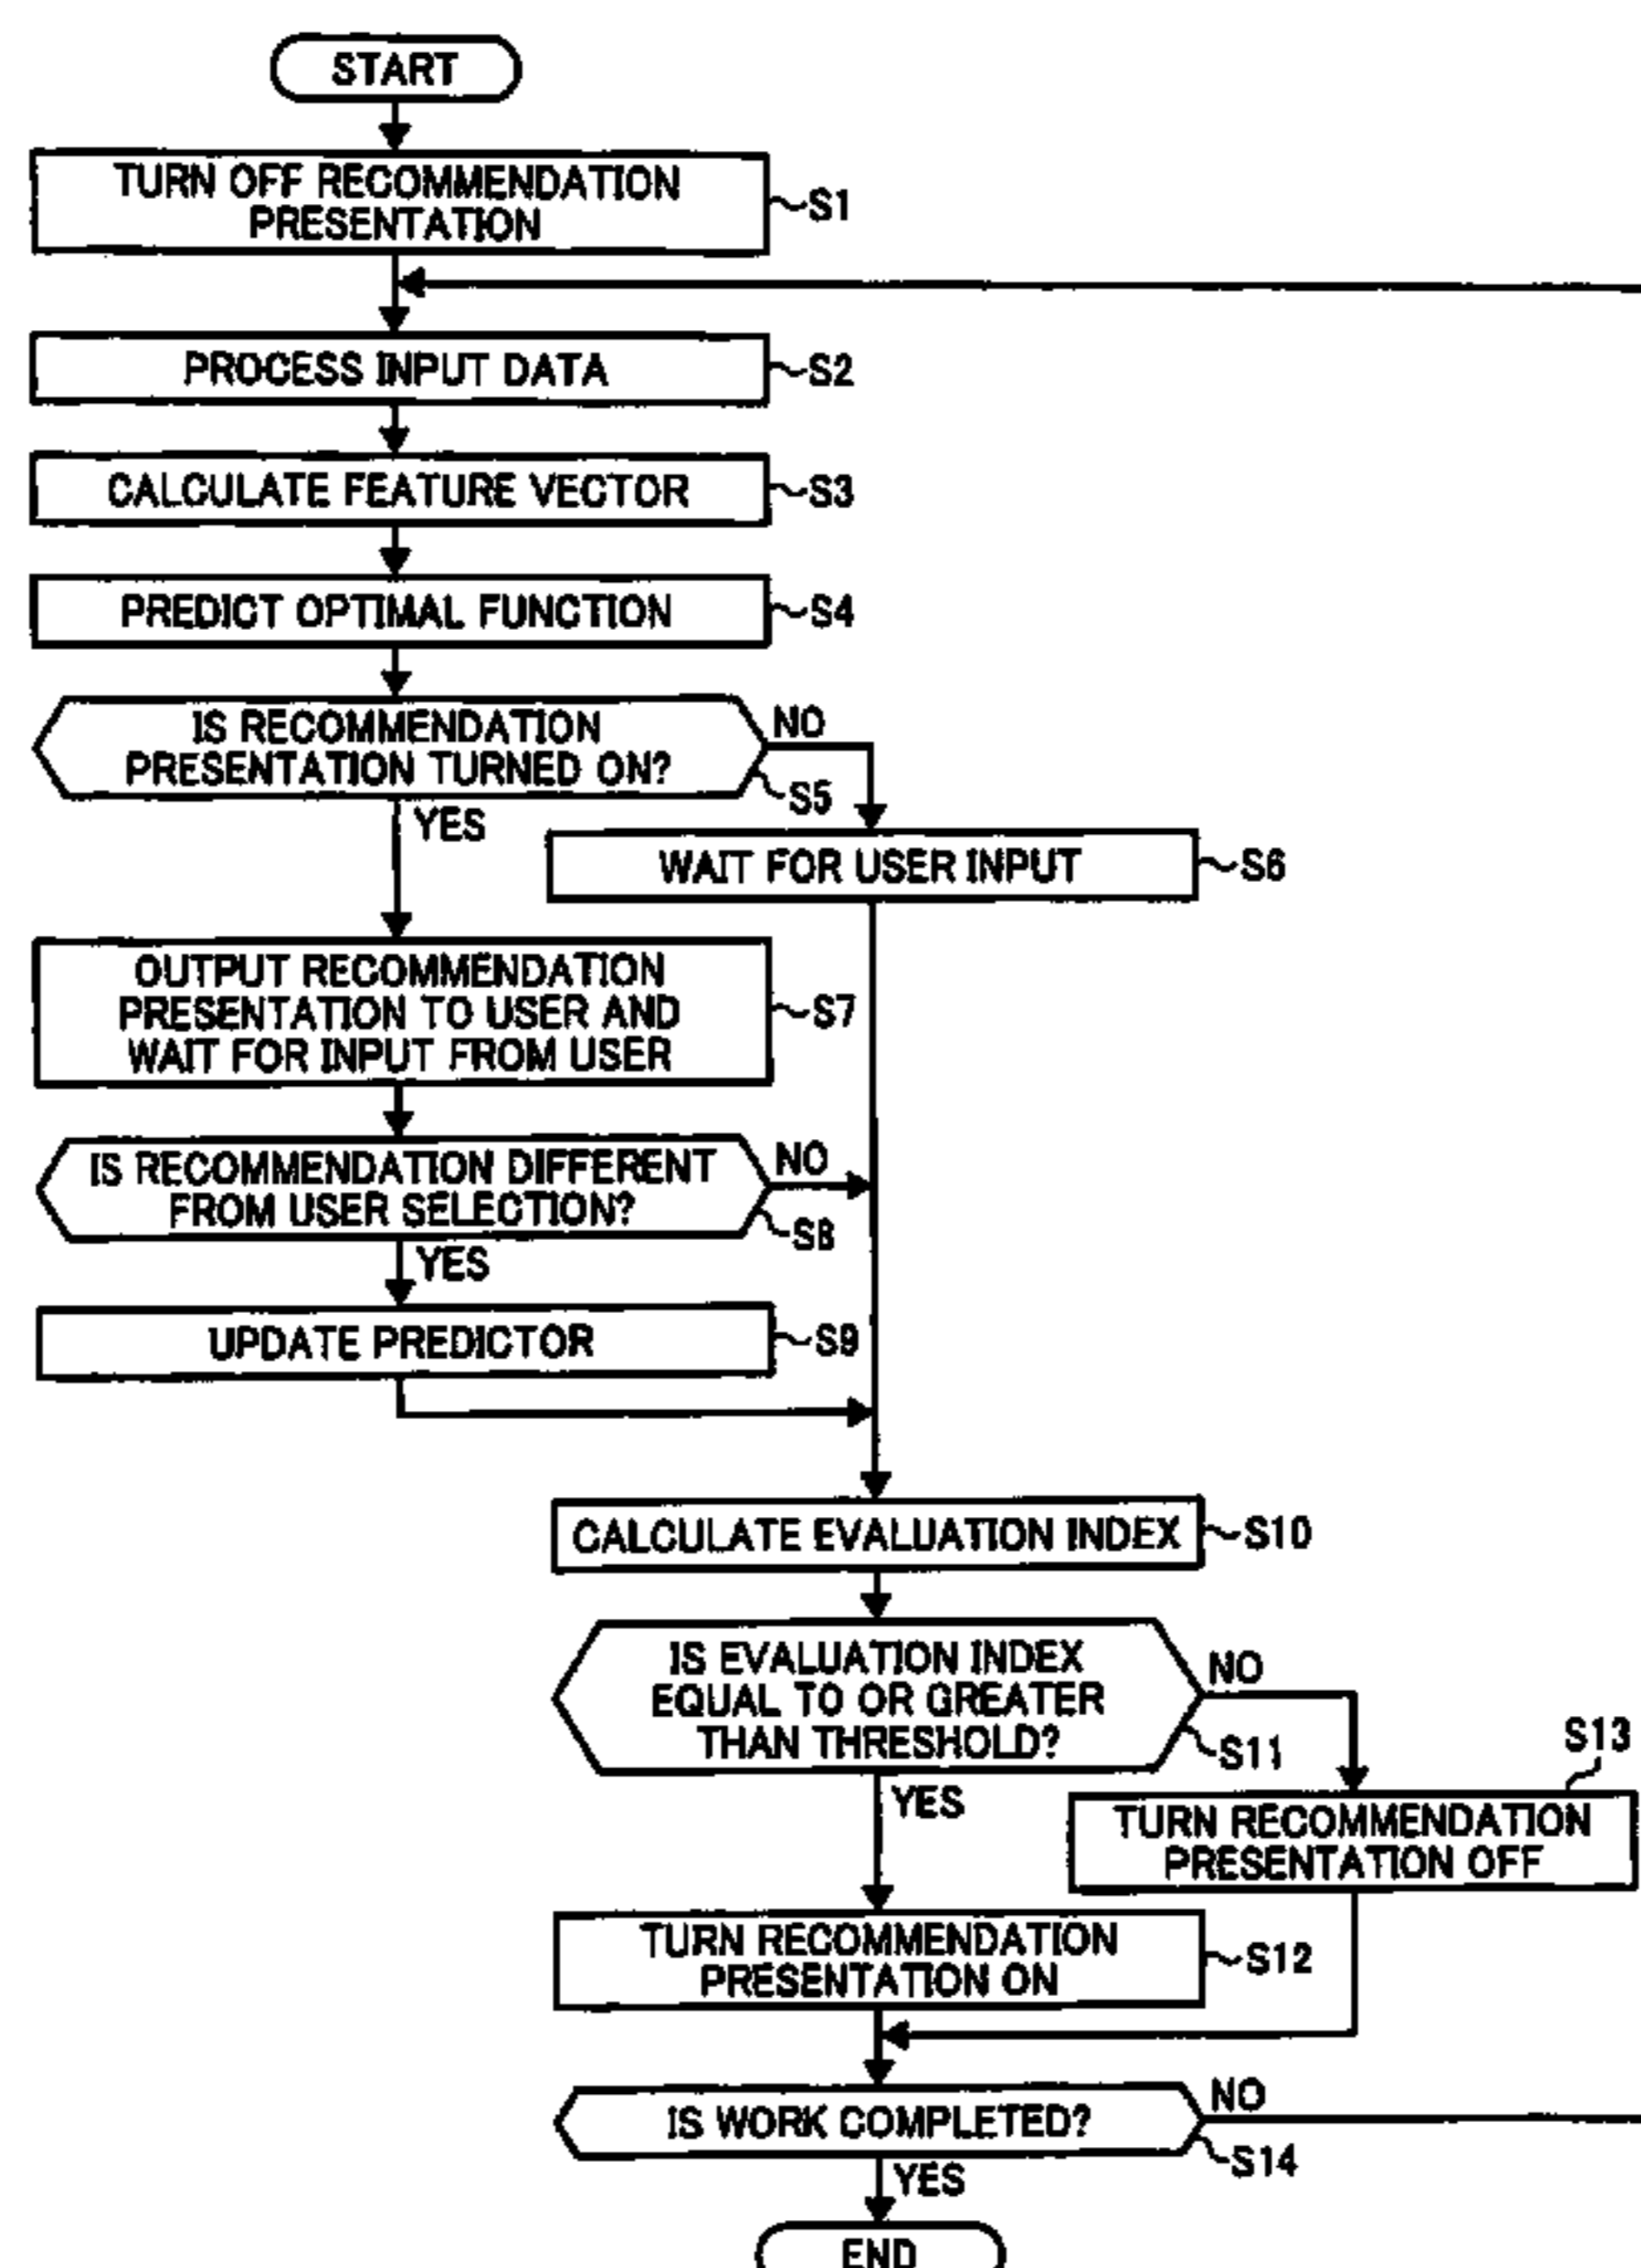 START
TURN OFF RECOMMENDATION
PRESENTATION
S1
PROCESS INPUT DATA
S2
CALCULATE FEATURE VECTOR
S3
PREDICT OPTIMAL FUNCTION
S4
IS RECOMMENDATION
PRESENTATION TURNED ON?
NO
S5
YES
WAIT FOR USER INPUT
S6
OUTPUT RECOMMENDATION
PRESENTATION TO USER AND
WAIT FOR INPUT FROM USER
S7
IS RECOMMENDATION DIFFERENT
FROM USER SELECTION?
NO
S8
YES
UPDATE PREDICTOR
S9
CALCULATE EVALUATION INDEX
S10
IS EVALUATION INDEX
EQUAL TO OR GREATER
THAN THRESHOLD?
NO
S11
YES
S13
TURN RECOMMENDATION
PRESENTATION OFF
TURN RECOMMENDATION
PRESENTATION ON
S12
IS WORK COMPLETED?
NO
S14
YES
END